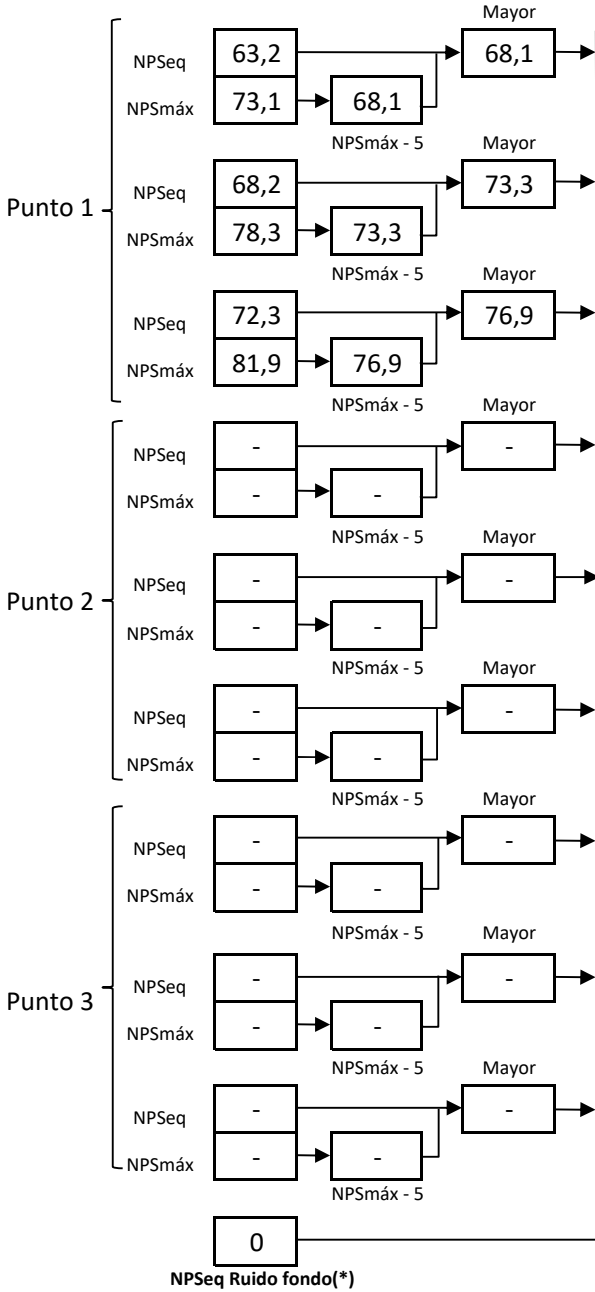 Mayor
NPSeq 63,2 68,1
NPSmáx 73,1 68,1
NPSmáx - 5 Mayor
Punto 1
NPSeq 68,2 73,3
NPSmáx 78,3 73,3
NPSmáx - 5 Mayor
NPSeq 72,3 76,9
NPSmáx 81,9 76,9
NPSmáx - 5 Mayor
NPSeq - -
NPSmáx - -
NPSmáx - 5 Mayor
Punto 2
NPSeq - -
NPSmáx - -
NPSmáx - 5 Mayor
NPSeq - -
NPSmáx - -
NPSmáx - 5 Mayor
NPSeq - -
NPSmáx - -
NPSmáx - 5 Mayor
Punto 3
NPSeq - -
NPSmáx - -
NPSmáx - 5 Mayor
NPSeq - -
NPSmáx - -
NPSmáx - 5
0
NPSeq Ruido fondo(*)